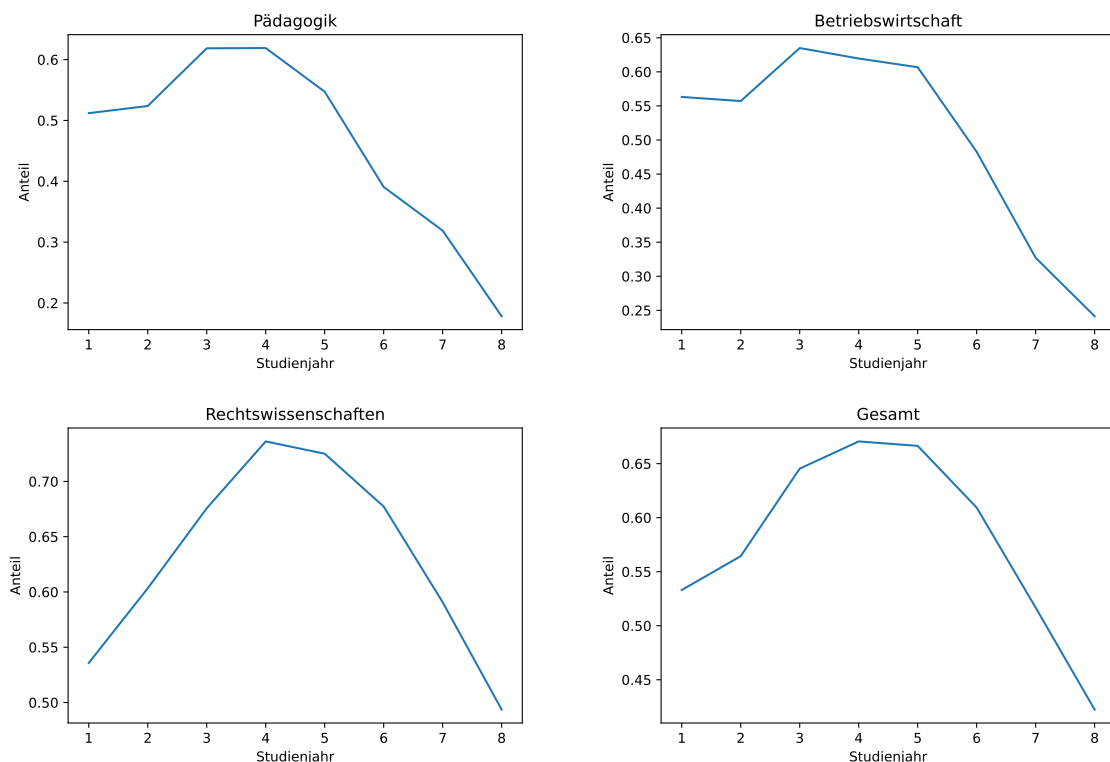 Pädagogik
Anteil
0.6
0.5
0.4
0.3
0.2
1 2 3 4 5 6 7 8
Studienjahr
Betriebswirtschaft
Anteil
0.65
0.60
0.55
0.50
0.45
0.40
0.35
0.30
0.25
1 2 3 4 5 6 7 8
Studienjahr
Rechtswissenschaften
Anteil
0.70
0.65
0.60
0.55
0.50
1 2 3 4 5 6 7 8
Studienjahr
Gesamt
Anteil
0.65
0.60
0.55
0.50
0.45
1 2 3 4 5 6 7 8
Studienjahr